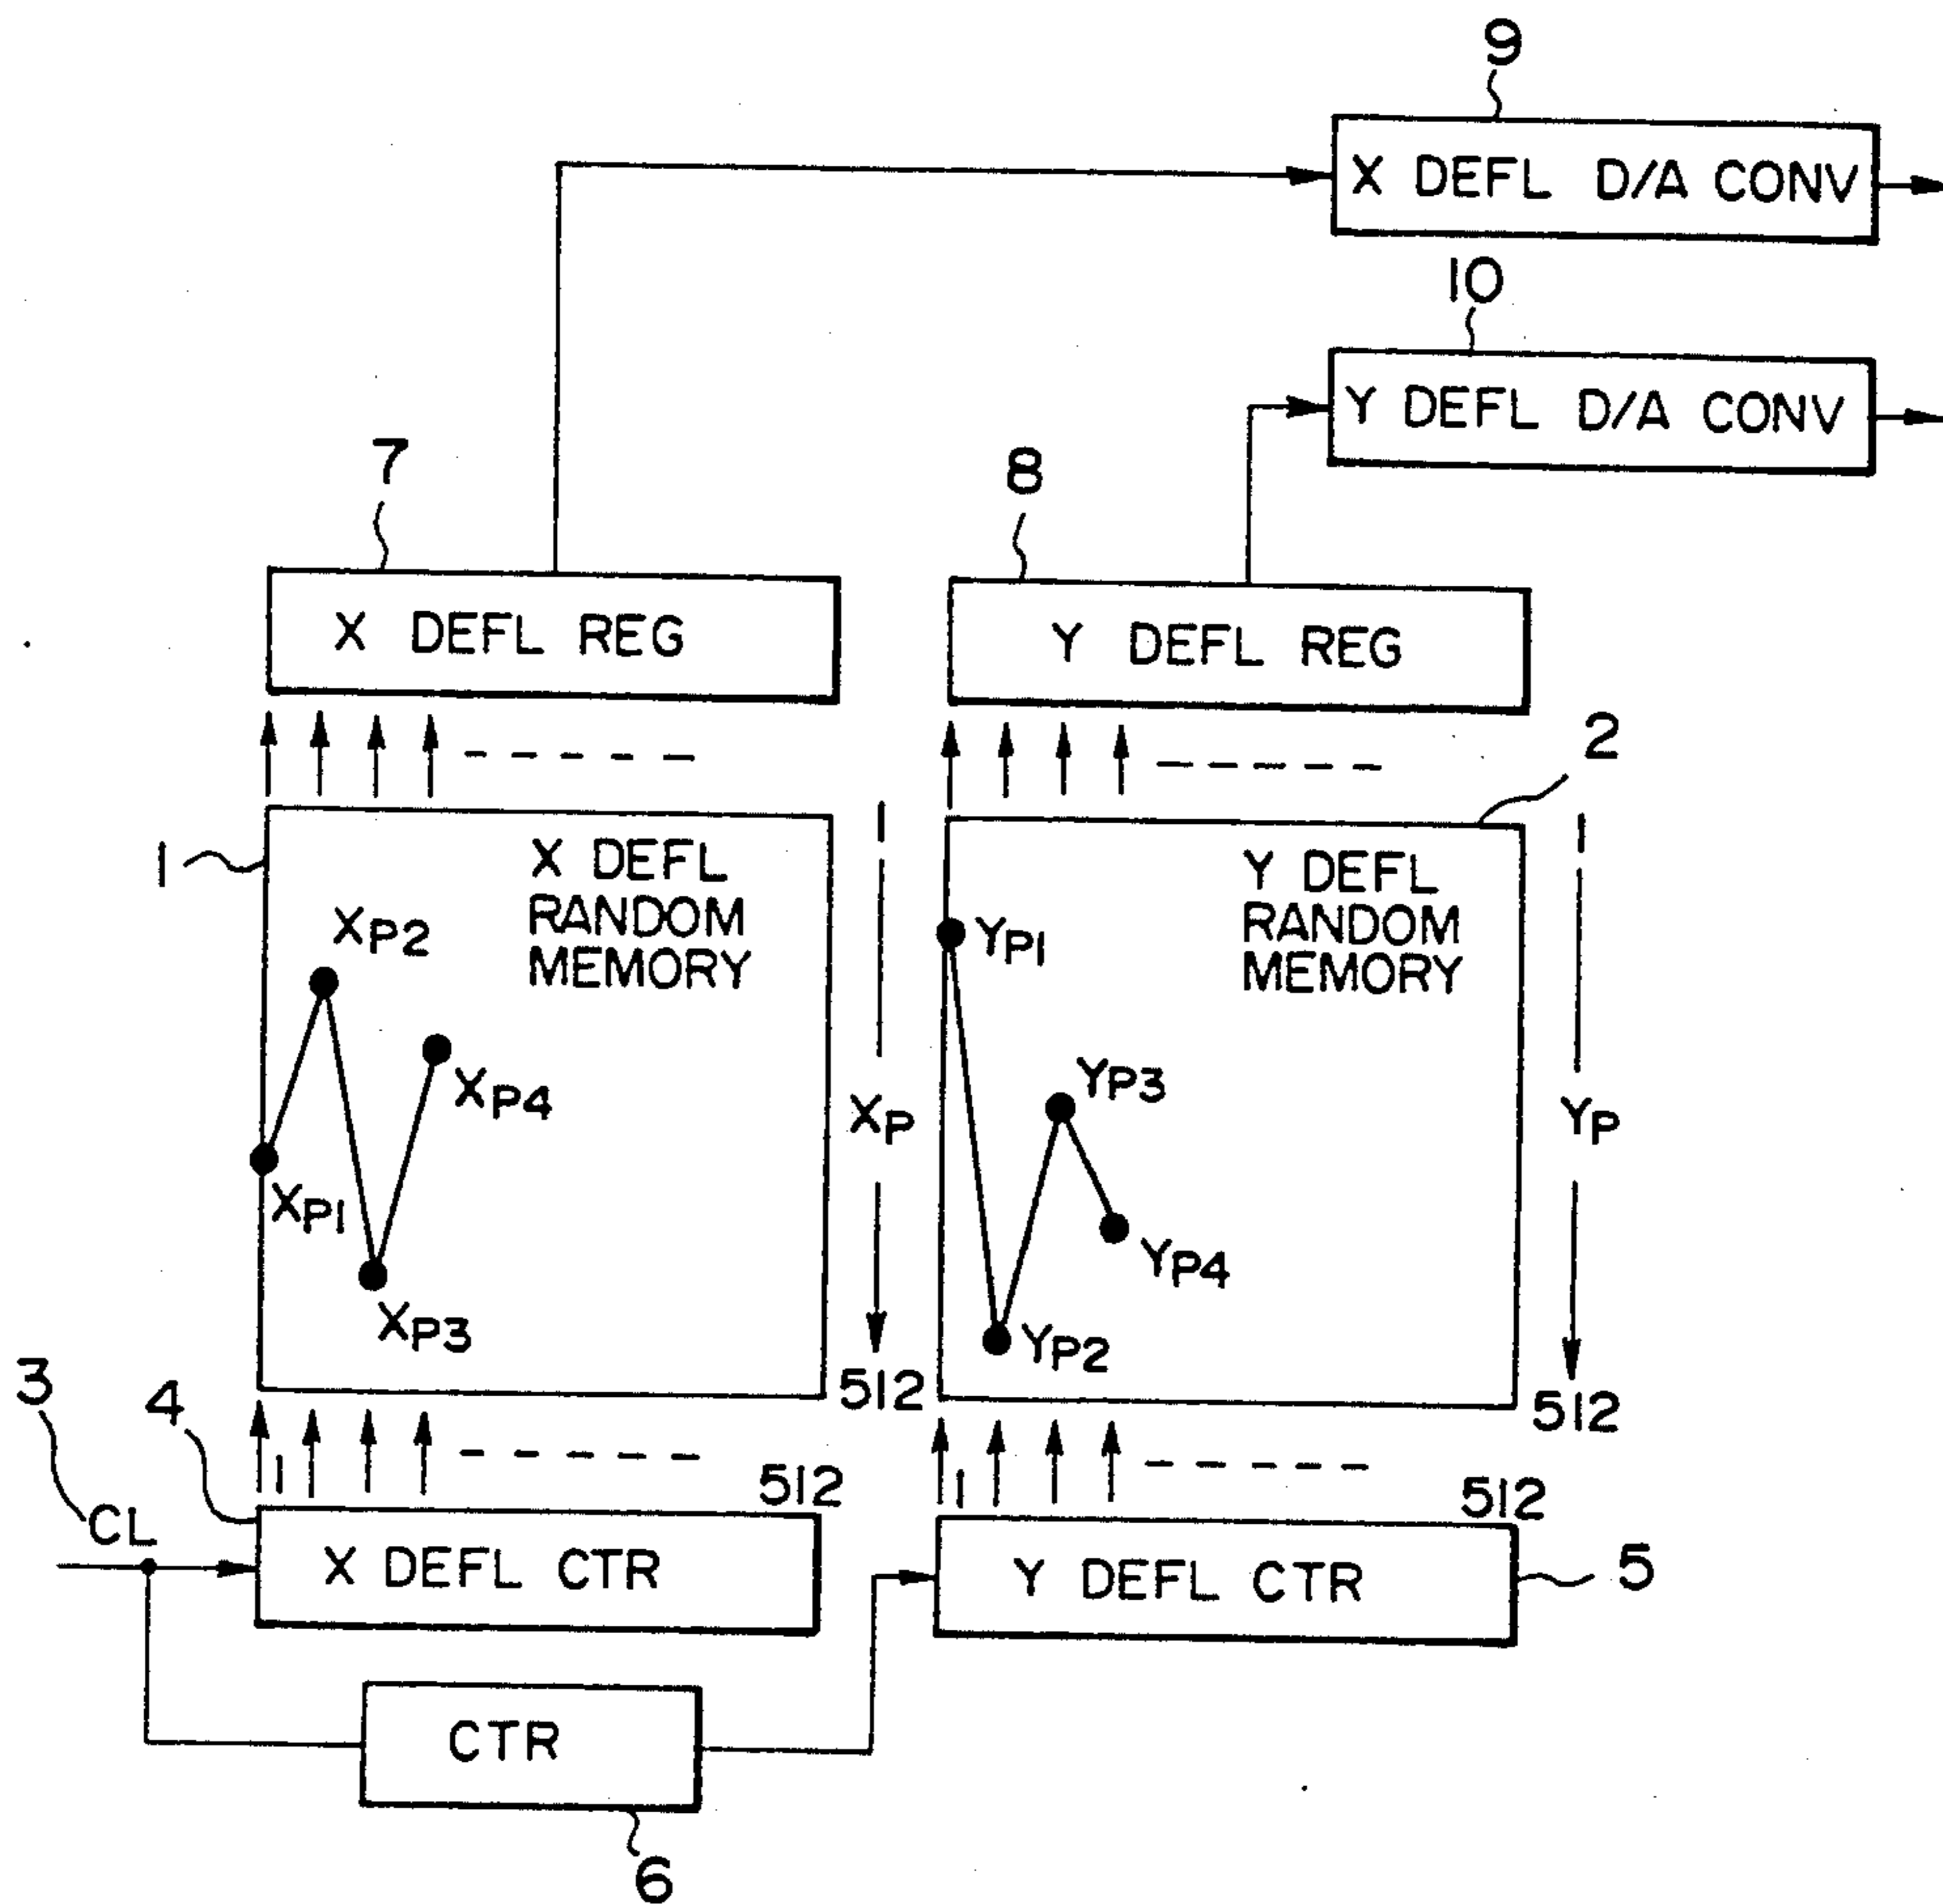 9
X DEFL D/A CONV
10
Y DEFL D/A CONV
7
8
X DEFL REG
Y DEFL REG
2
1
X DEFL
RANDOM
MEMORY
1
Y DEFL
RANDOM
MEMORY
1
XP2
YP1
XP4
XP
YP3
YP
XP1
YP4
XP3
YP2
3
4
512
512
1
512
1
512
CL
X DEFL CTR
Y DEFL CTR
5
CTR
6